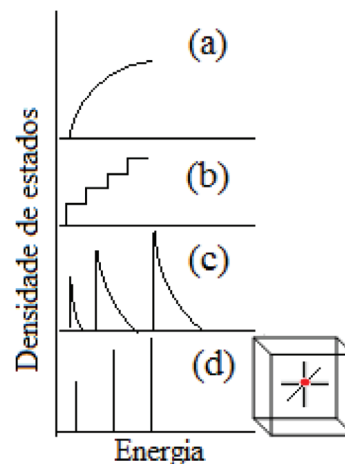 (a)
(b)
(c)
(d)
Densidade de estados
Energia